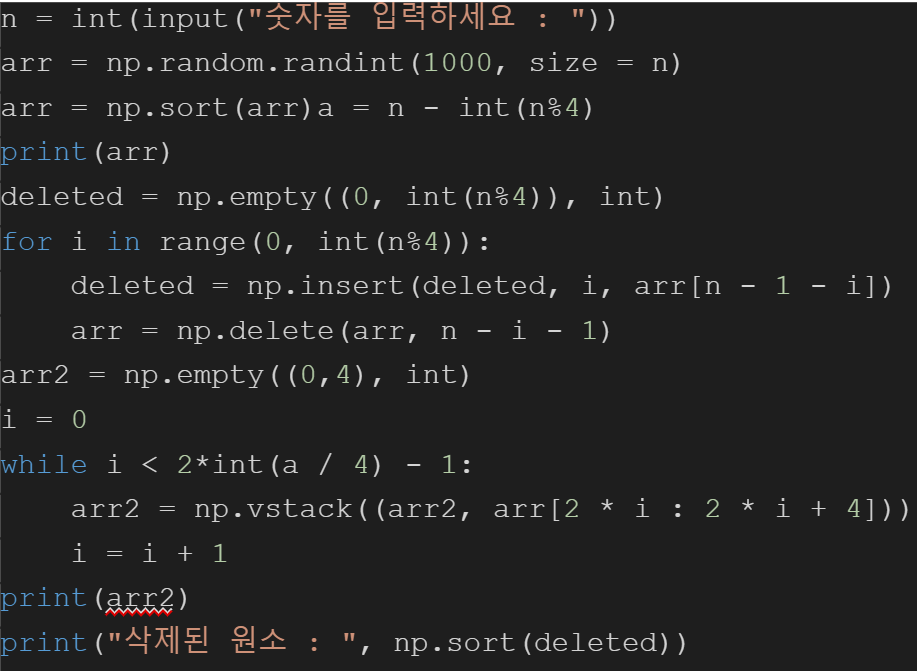 n = int(input("숫자를 입력하세요 : "))
arr = np.random.randint(1000, size = n)
arr = np.sort(arr)a = n - int(n%4)
print(arr)
deleted = np.empty((0, int(n%4)), int)
for i in range(0, int(n%4)):
    deleted = np.insert(deleted, i, arr[n - 1 - i])
    arr = np.delete(arr, n - i - 1)
arr2 = np.empty((0,4), int)
i = 0
while i < 2*int(a / 4) - 1:
    arr2 = np.vstack((arr2, arr[2 * i : 2 * i + 4]))
    i = i + 1
print(arr2)
print("삭제된 원소 : ", np.sort(deleted))